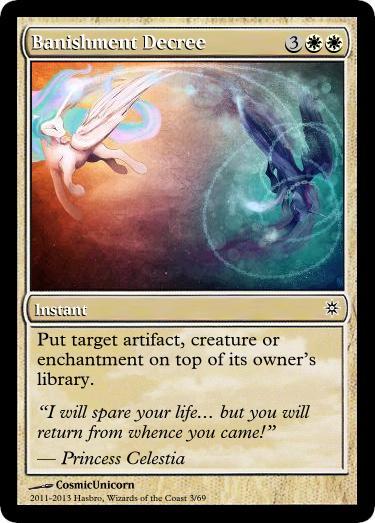 Banishment Decree 3
Instant
Put target artifact, creature or
enchantment on top of its owner's
library.
“I will spare your life... but you will
return from whence you came!”
— Princess Celestia
CosmicUnicorn
2011-2013 Hasbro, Wizards of the Coast 3/69